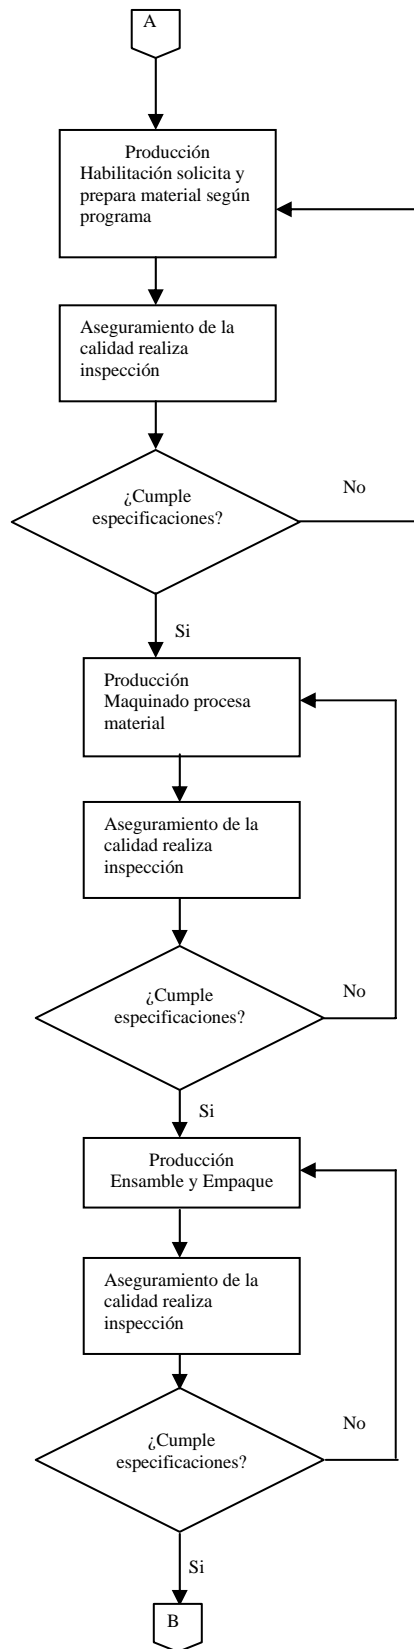 A
Producción
Habilitación solicita y
prepara material según
programa
Aseguramiento de la
calidad realiza
inspección
¿Cumple
especificaciones?
No
Si
Producción
Maquinado procesa
material
Aseguramiento de la
calidad realiza
inspección
¿Cumple
especificaciones?
No
Si
Producción
Ensamble y Empaque
Aseguramiento de la
calidad realiza
inspección
¿Cumple
especificaciones?
No
Si
B